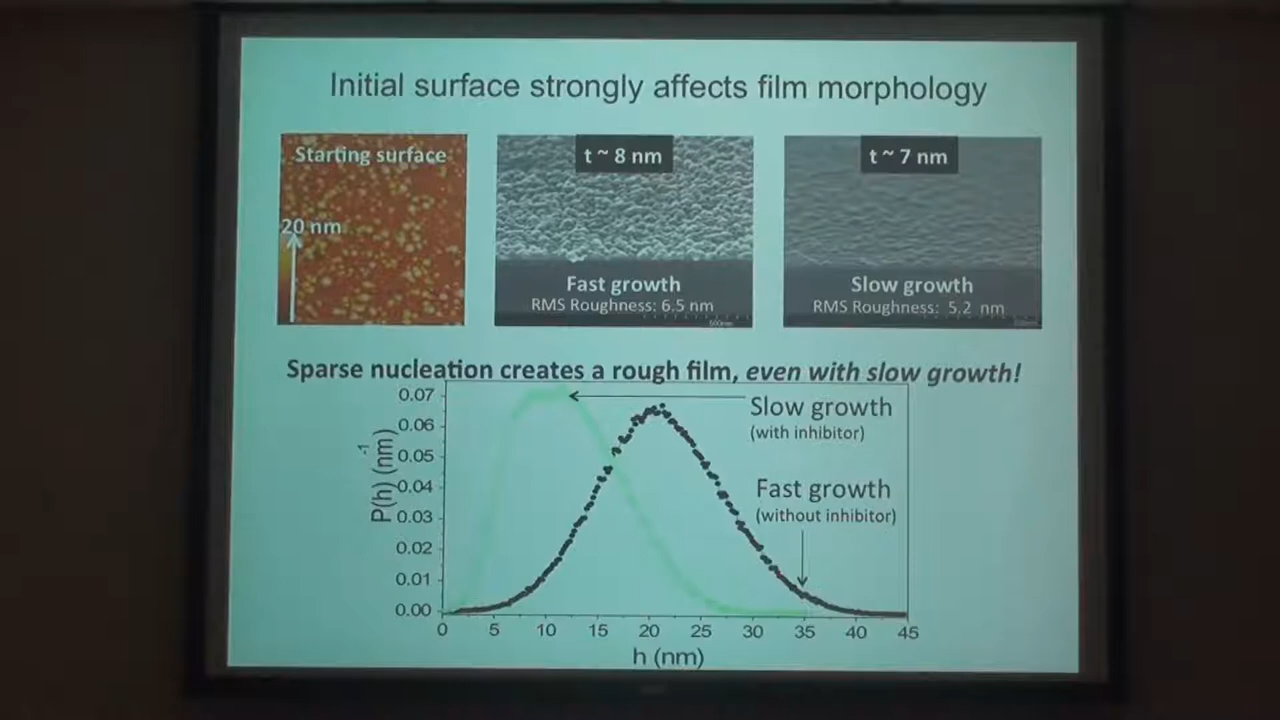 Initial surface strongly affects film morphology
Starting surface
20 nm
t ~ 8 nm
Fast growth
RMS Roughness: 6.5 nm
500nm
t ~ 7 nm
Slow growth
RMS Roughness: 5.2 nm
Sparse nucleation creates a rough film, even with slow growth!
P(h) (nm⁻¹)
0.07
0.06
0.05
0.04
0.03
0.02
0.01
0.00
Slow growth
(with inhibitor)
Fast growth
(without inhibitor)
0 5 10 15 20 25 30 35 40 45
h (nm)